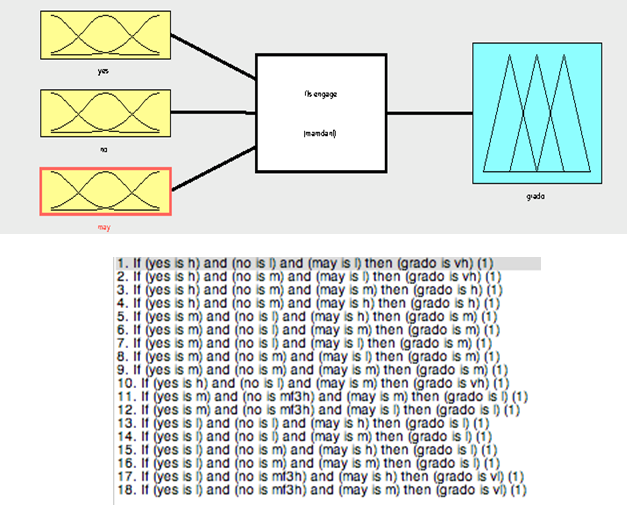 yes
fis engage
no
(mamdani)
may
grado
1. If (yes is h) and (no is l) and (may is l) then (grado is vh) (1)
2. If (yes is h) and (no is m) and (may is l) then (grado is vh) (1)
3. If (yes is h) and (no is m) and (may is m) then (grado is h) (1)
4. If (yes is h) and (no is m) and (may is h) then (grado is h) (1)
5. If (yes is m) and (no is l) and (may is h) then (grado is m) (1)
6. If (yes is m) and (no is l) and (may is m) then (grado is m) (1)
7. If (yes is m) and (no is l) and (may is l) then (grado is m) (1)
8. If (yes is m) and (no is m) and (may is l) then (grado is m) (1)
9. If (yes is m) and (no is m) and (may is m) then (grado is m) (1)
10. If (yes is h) and (no is l) and (may is m) then (grado is vh) (1)
11. If (yes is m) and (no is mf3h) and (may is m) then (grado is l) (1)
12. If (yes is m) and (no is mf3h) and (may is l) then (grado is l) (1)
13. If (yes is l) and (no is l) and (may is h) then (grado is l) (1)
14. If (yes is l) and (no is l) and (may is m) then (grado is l) (1)
15. If (yes is l) and (no is m) and (may is h) then (grado is l) (1)
16. If (yes is l) and (no is m) and (may is m) then (grado is l) (1)
17. If (yes is l) and (no is mf3h) and (may is h) then (grado is vl) (1)
18. If (yes is l) and (no is mf3h) and (may is m) then (grado is vl) (1)